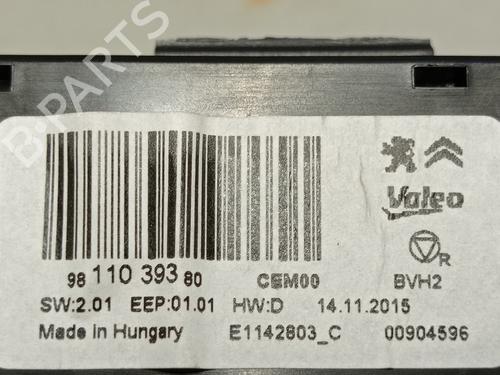 Valeo
R
98 110 393 80 CEM00 BVH2
SW:2.01 EEP:01.01 HW:D 14.11.2015
Made in Hungary E1142803_C 00904596
B-PARTS